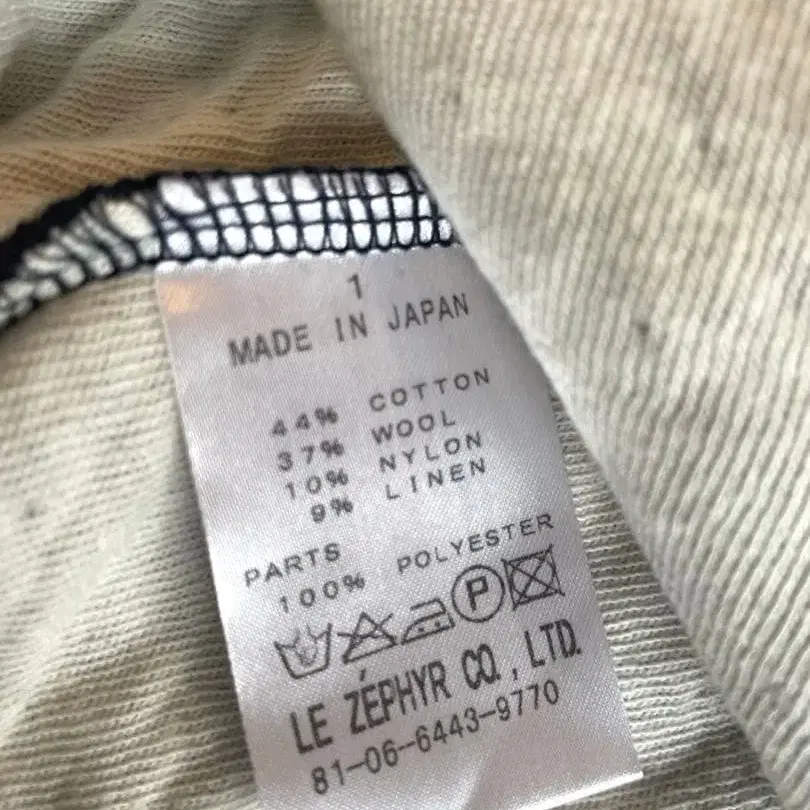 1
MADE IN JAPAN
44% COTTON
37% WOOL
10% NYLON
9% LINEN
PARTS
100% POLYESTER
P
LE ZÉPHYR CO., LTD.
81-06-6443-9770